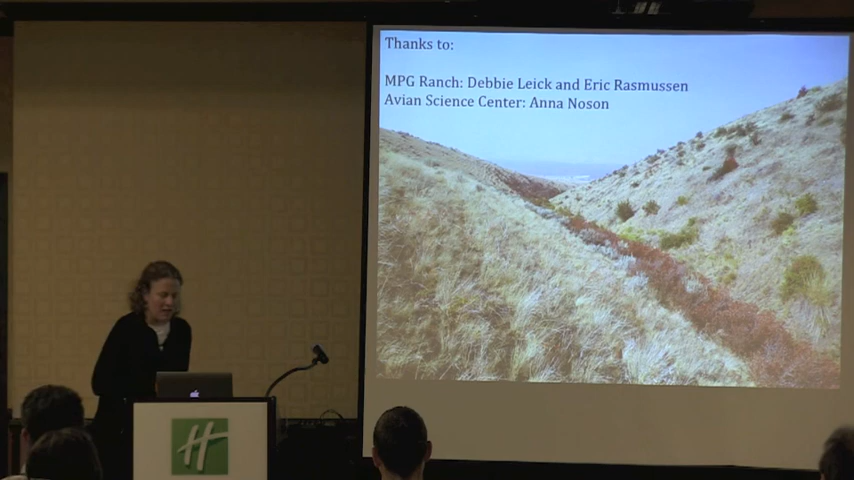 Thanks to:
MPG Ranch: Debbie Leick and Eric Rasmussen
Avian Science Center: Anna Noson
H